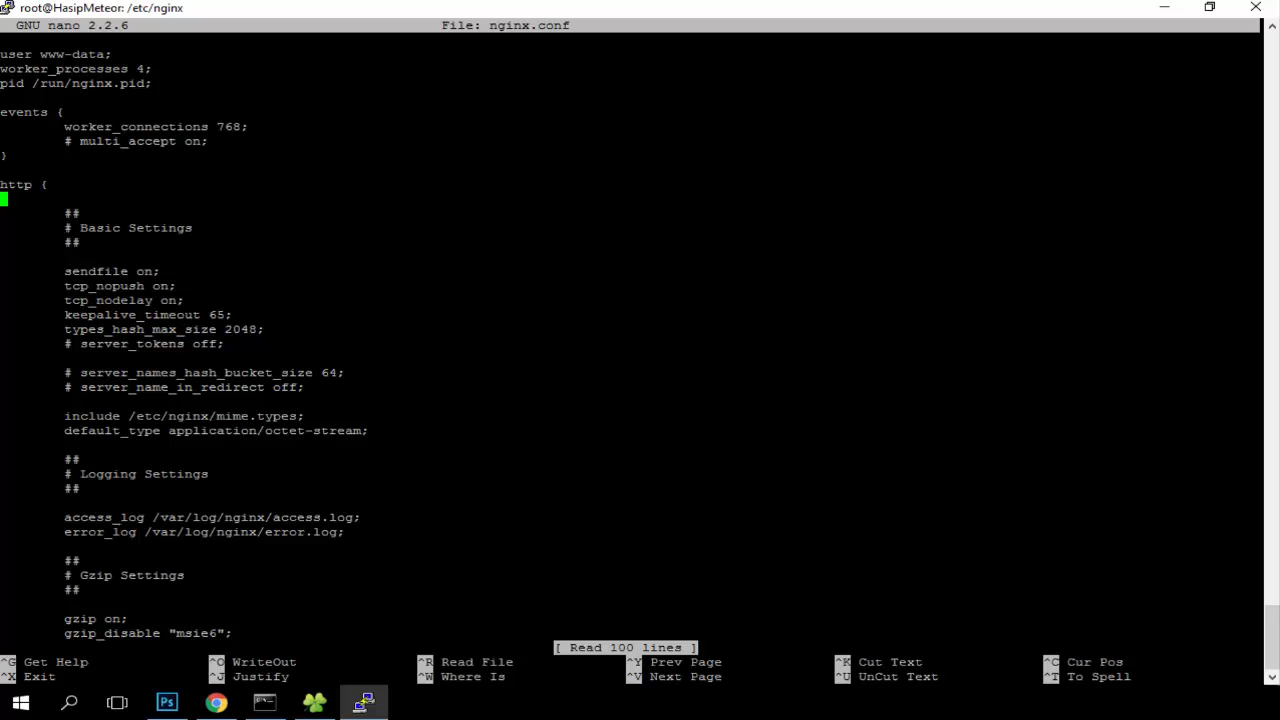 root@HasipMeteor: /etc/nginx
GNU nano 2.2.6 File: nginx.conf
user www-data;
worker_processes 4;
pid /run/nginx.pid;
events {
worker_connections 768;
# multi_accept on;
}
http {
##
# Basic Settings
##
sendfile on;
tcp_nopush on;
tcp_nodelay on;
keepalive_timeout 65;
types_hash_max_size 2048;
# server_tokens off;
# server_names_hash_bucket_size 64;
# server_name_in_redirect off;
include /etc/nginx/mime.types;
default_type application/octet-stream;
##
# Logging Settings
##
access_log /var/log/nginx/access.log;
error_log /var/log/nginx/error.log;
##
# Gzip Settings
##
gzip on;
gzip_disable "msie6";
[ Read 100 lines ]
^G Get Help ^O WriteOut ^R Read File ^Y Prev Page ^K Cut Text ^C Cur Pos
^X Exit ^J Justify ^W Where Is ^V Next Page ^U UnCut Text ^T To Spell
Ps